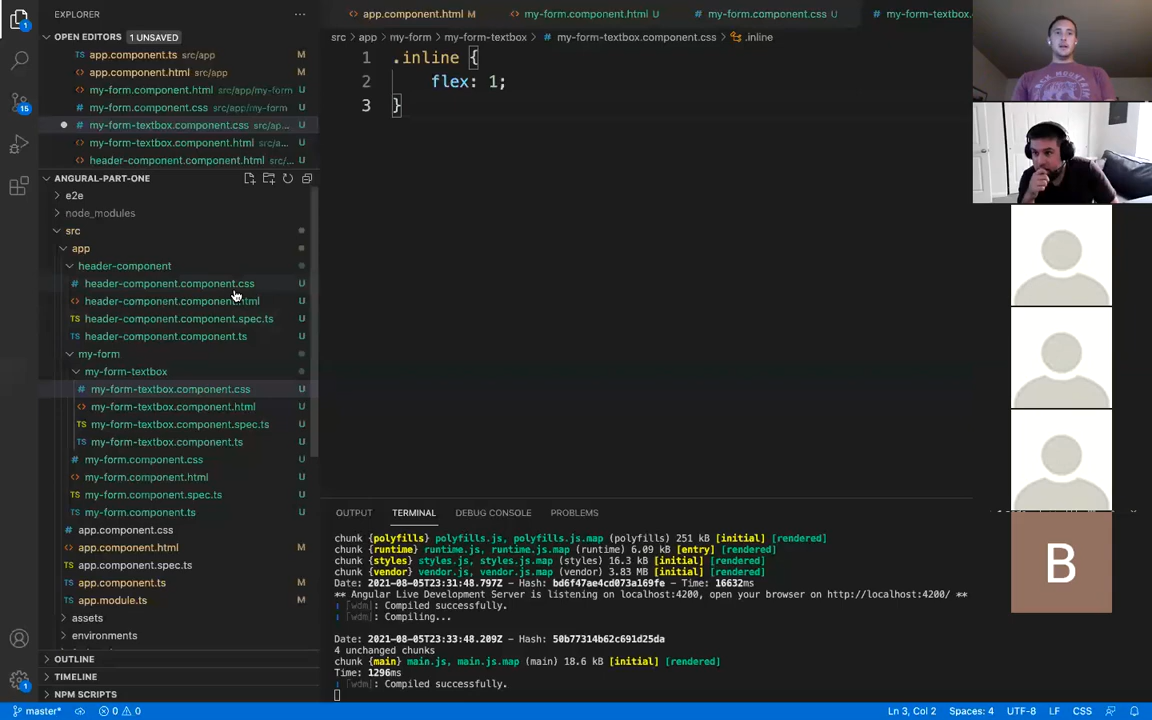 EXPLORER
OPEN EDITORS 1 UNSAVED
app.component.ts src/app M
app.component.html src/app M
my-form.component.html src/app/my-form U
my-form.component.css src/app/my-form U
my-form-textbox.component.css src/ap... U
my-form-textbox.component.html src/a... U
header-component.component.html src/... U
ANGURAL-PART-ONE
e2e
node_modules
src
app
header-component
header-component.component.css U
header-component.component.html U
header-component.component.spec.ts U
header-component.component.ts U
my-form
my-form-textbox
my-form-textbox.component.css U
my-form-textbox.component.html U
my-form-textbox.component.spec.ts U
my-form-textbox.component.ts U
my-form.component.css U
my-form.component.html U
my-form.component.spec.ts U
my-form.component.ts U
app.component.css
app.component.html M
app.component.spec.ts
app.component.ts M
app.module.ts M
assets
environments
OUTLINE
TIMELINE
NPM SCRIPTS
1
15
1
app.component.html M my-form.component.html U my-form.component.css U my-form-textbox.
src > app > my-form > my-form-textbox > my-form-textbox.component.css > .inline
1 .inline {
2 flex: 1;
3 }
OUTPUT TERMINAL DEBUG CONSOLE PROBLEMS
chunk {polyfills} polyfills.js, polyfills.js.map (polyfills) 251 kB [initial] [rendered]
chunk {runtime} runtime.js, runtime.js.map (runtime) 6.09 kB [entry] [rendered]
chunk {styles} styles.js, styles.js.map (styles) 16.3 kB [initial] [rendered]
chunk {vendor} vendor.js, vendor.js.map (vendor) 3.83 MB [initial] [rendered]
Date: 2021-08-05T23:31:48.797Z - Hash: bd6f47ae4cd073a169fe - Time: 16632ms
** Angular Live Development Server is listening on localhost:4200, open your browser on http://localhost:4200/ **
: Compiled successfully.
: Compiling...
Date: 2021-08-05T23:33:48.209Z - Hash: 50b77314b62c691d25da
4 unchanged chunks
chunk {main} main.js, main.js.map (main) 18.6 kB [initial] [rendered]
Time: 1296ms
: Compiled successfully.
B
master* 0 0 Ln 3, Col 2 Spaces: 4 UTF-8 LF CSS